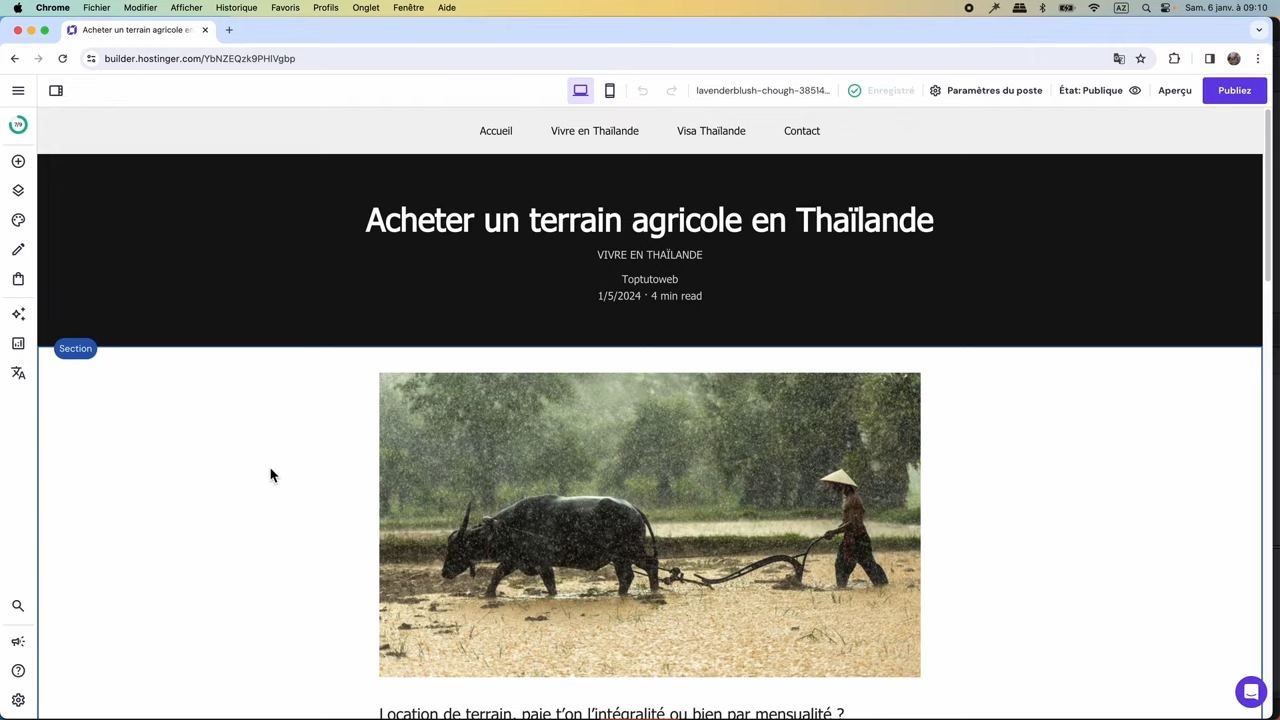 Chrome Fichier Modifier Afficher Historique Favoris Profils Onglet Fenêtre Aide AZ Sam. 6 janv. à 09:10
Acheter un terrain agricole en
builder.hostinger.com/YbNZEQzk9PHIVgbp
lavenderblush-chough-38514... Enregistré Paramètres du poste État: Publique Aperçu Publiez
7/9
Accueil Vivre en Thaïlande Visa Thaïlande Contact
Acheter un terrain agricole en Thaïlande
VIVRE EN THAÏLANDE
Toptutoweb
1/5/2024 · 4 min read
Section
Location de terrain, paie t'on l'intégralité ou bien par mensualité ?